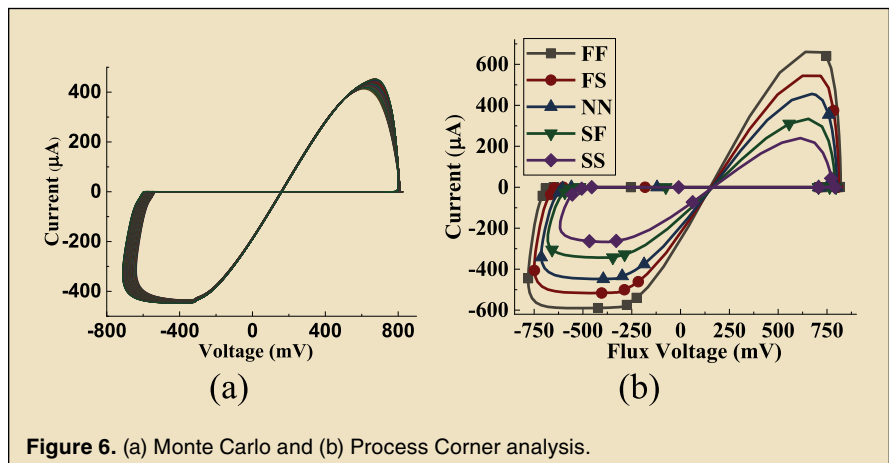 400
200
0
-200
-400
Current (µA)
-800
-400
0
400
800
Voltage (mV)
(a)
FF
FS
NN
SF
SS
600
400
200
0
-200
-400
-600
Current (µA)
-750
-500
-250
0
250
500
750
Flux Voltage (mV)
(b)
Figure 6. (a) Monte Carlo and (b) Process Corner analysis.